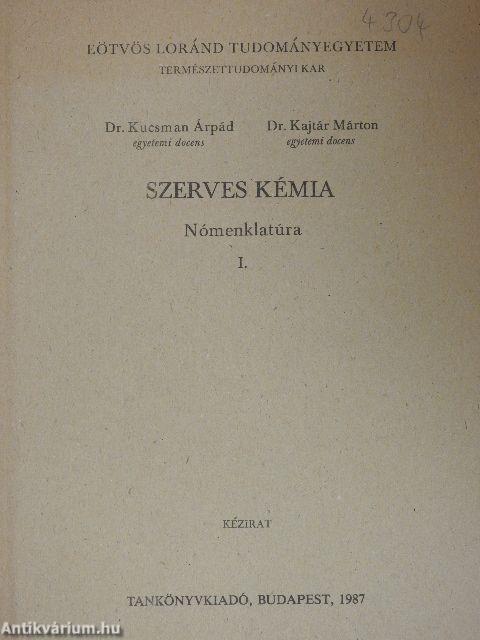 4304
EÖTVÖS LORÁND TUDOMÁNYEGYETEM
TERMÉSZETTUDOMÁNYI KAR
Dr. Kucsman Árpád Dr. Kajtár Márton
egyetemi docens egyetemi docens
SZERVES KÉMIA
Nómenklatúra
I.
KÉZIRAT
TANKÖNYVKIADÓ, BUDAPEST, 1987
Antikvárium.hu